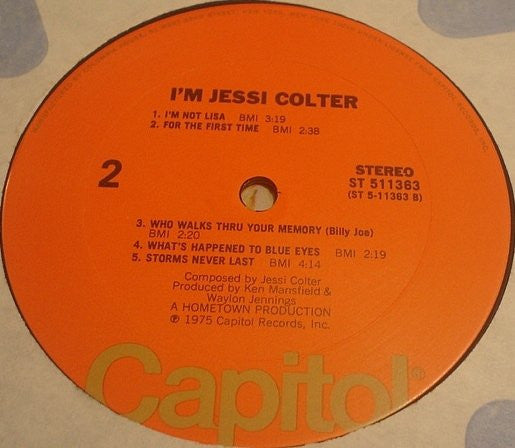 I'M JESSI COLTER
1. I'M NOT LISA BMI 3:19
2. FOR THE FIRST TIME BMI 2:38
2
STEREO
ST 511363
(ST 5-11363 B)
3. WHO WALKS THRU YOUR MEMORY (Billy Joe)
BMI 2:20
4. WHAT'S HAPPENED TO BLUE EYES BMI 2:19
5. STORMS NEVER LAST BMI 4:14
Composed by Jessi Colter
Produced by Ken Mansfield &
Waylon Jennings
A HOMETOWN PRODUCTION
℗ 1975 Capitol Records, Inc.
Capitol®